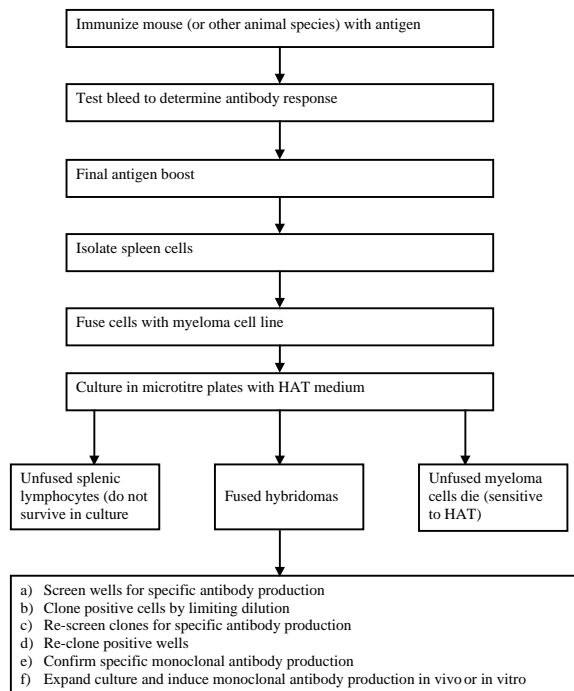 Immunize mouse (or other animal species) with antigen
Test bleed to determine antibody response
Final antigen boost
Isolate spleen cells
Fuse cells with myeloma cell line
Culture in microtitre plates with HAT medium
Unfused splenic
lymphocytes (do not
survive in culture
Fused hybridomas
Unfused myeloma
cells die (sensitive
to HAT)
a) Screen wells for specific antibody production
b) Clone positive cells by limiting dilution
c) Re-screen clones for specific antibody production
d) Re-clone positive wells
e) Confirm specific monoclonal antibody production
f) Expand culture and induce monoclonal antibody production in vivo or in vitro